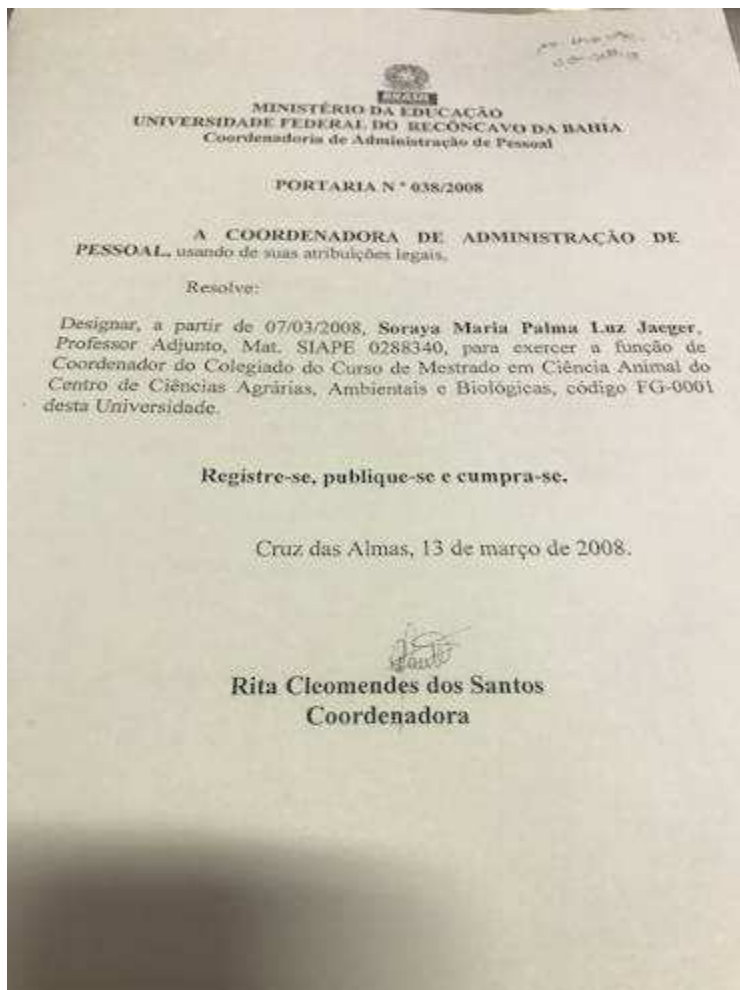 BRASIL
MINISTÉRIO DA EDUCAÇÃO
UNIVERSIDADE FEDERAL DO RECÔNCAVO DA BAHIA
Coordenadoria de Administração de Pessoal
PORTARIA N º 038/2008
A COORDENADORA DE ADMINISTRAÇÃO DE
PESSOAL, usando de suas atribuições legais,
Resolve:
Designar, a partir de 07/03/2008, Soraya Maria Palma Luz Jaeger,
Professor Adjunto, Mat. SIAPE 0288340, para exercer a função de
Coordenador do Colegiado do Curso de Mestrado em Ciência Animal do
Centro de Ciências Agrárias, Ambientais e Biológicas, código FG-0001
desta Universidade.
Registre-se, publique-se e cumpra-se.
Cruz das Almas, 13 de março de 2008.
Rita Cleomendes dos Santos
Coordenadora